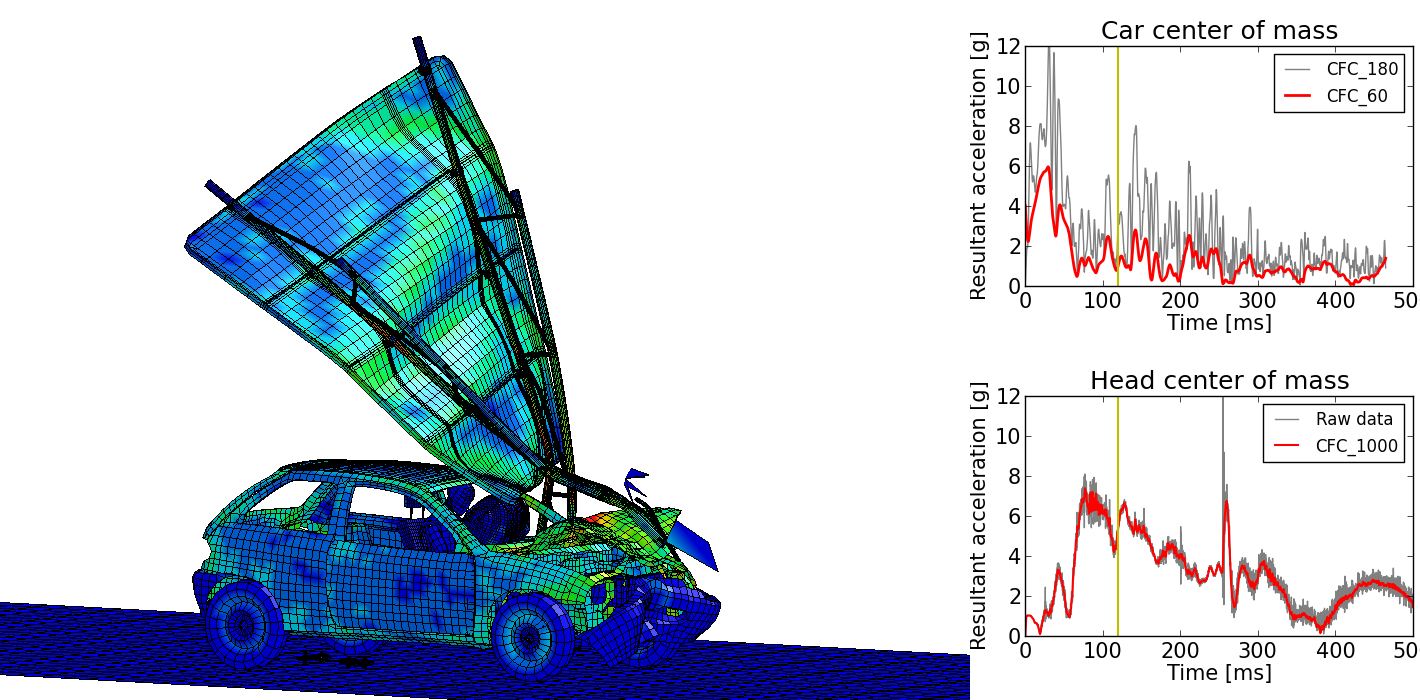 Car center of mass
Resultant acceleration [g]
12
10
8
6
4
2
0
CFC_180
CFC_60
0 100 200 300 400 50
Time [ms]
Head center of mass
Resultant acceleration [g]
12
10
8
6
4
2
0
Raw data
CFC_1000
0 100 200 300 400 50
Time [ms]